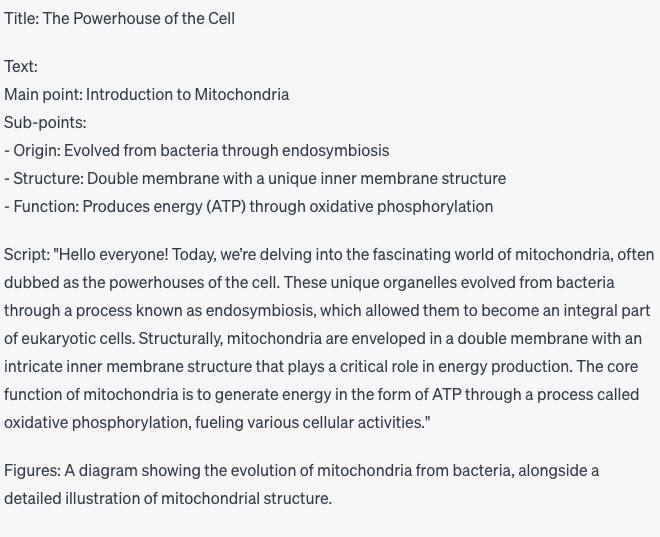 Title: The Powerhouse of the Cell
Text:
Main point: Introduction to Mitochondria
Sub-points:
- Origin: Evolved from bacteria through endosymbiosis
- Structure: Double membrane with a unique inner membrane structure
- Function: Produces energy (ATP) through oxidative phosphorylation
Script: "Hello everyone! Today, we’re delving into the fascinating world of mitochondria, often
dubbed as the powerhouses of the cell. These unique organelles evolved from bacteria
through a process known as endosymbiosis, which allowed them to become an integral part
of eukaryotic cells. Structurally, mitochondria are enveloped in a double membrane with an
intricate inner membrane structure that plays a critical role in energy production. The core
function of mitochondria is to generate energy in the form of ATP through a process called
oxidative phosphorylation, fueling various cellular activities."
Figures: A diagram showing the evolution of mitochondria from bacteria, alongside a
detailed illustration of mitochondrial structure.